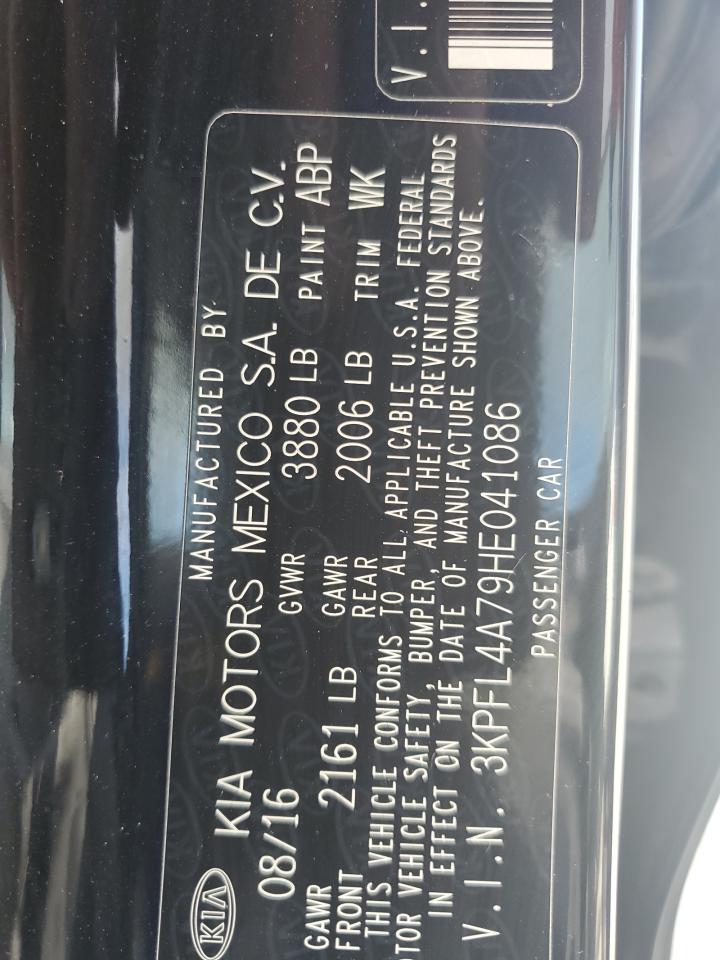 V.I.
MANUFACTURED BY
KIA KIA MOTORS MEXICO S.A. DE C.V.
08/16 GVWR 3880 LB PAINT ABP
GAWR FRONT 2161 LB GAWR REAR 2006 LB TRIM WK
THIS VEHICLE CONFORMS TO ALL APPLICABLE U.S.A. FEDERAL
TOR VEHICLE SAFETY, BUMPER, AND THEFT PREVENTION STANDARDS
IN EFFECT ON THE DATE OF MANUFACTURE SHOWN ABOVE.
V.I.N. 3KPFL4A79HE041086
PASSENGER CAR